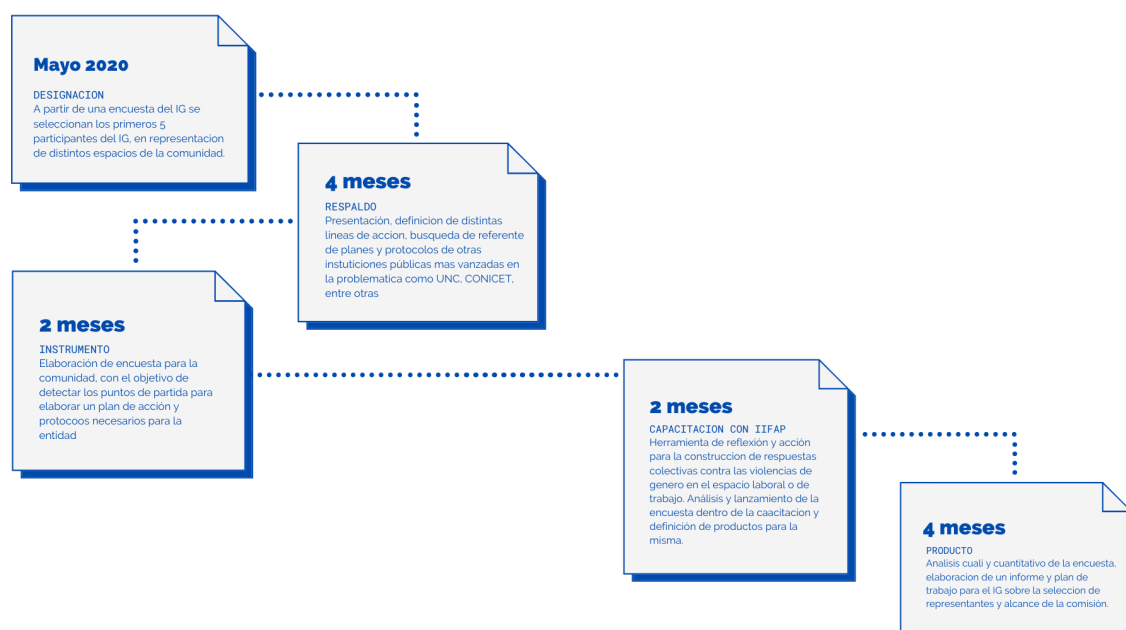 Mayo 2020
DESIGNACION
A partir de una encuesta del IG se
seleccionan los primeros 5
participantes del IG, en representacion
de distintos espacios de la comunidad.
4 meses
RESPALDO
Presentación, definicion de distintas
lineas de accion, busqueda de referente
de planes y protocolos de otras
instuticiones públicas mas vanzadas en
la problematica como UNC, CONICET,
entre otras
2 meses
INSTRUMENTO
Elaboración de encuesta para la
comunidad, con el objetivo de
detectar los puntos de partida para
elaborar un plan de acción y
protocoos necesarios para la
entidad
2 meses
CAPACITACION CON IIFAP
Herramienta de reflexión y acción
para la construccion de respuestas
colectivas contra las violencias de
genero en el espacio laboral o de
trabajo. Análisis y lanzamiento de la
encuesta dentro de la caacitacion y
definición de productos para la
misma.
4 meses
PRODUCTO
Analisis cuali y cuantitativo de la encuesta,
elaboracion de un informe y plan de
trabajo para el IG sobre la seleccion de
representantes y alcance de la comisión.